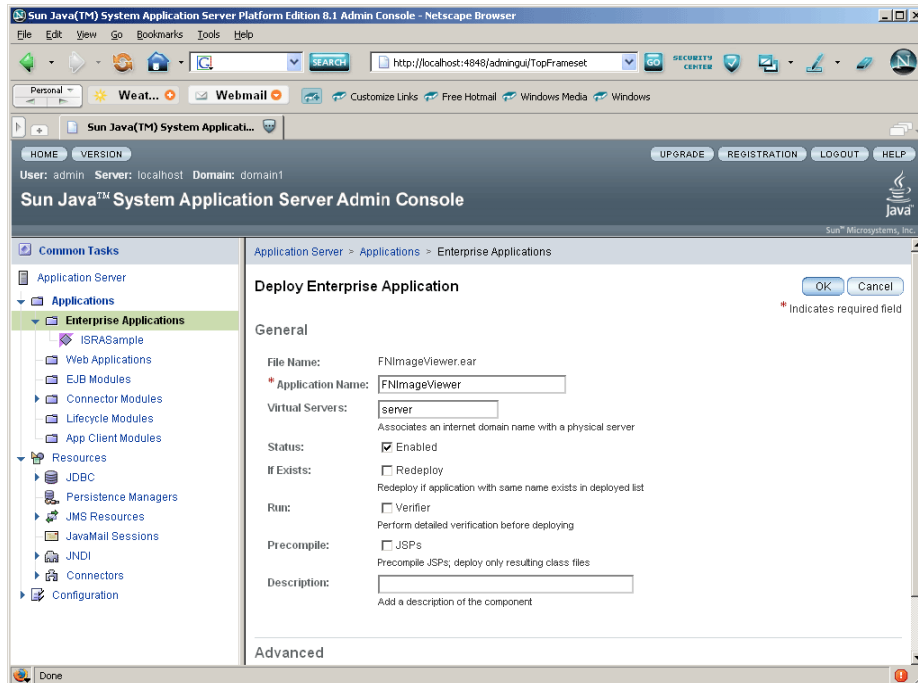 Sun Java(TM) System Application Server Platform Edition 8.1 Admin Console - Netscape Browser
File Edit View Go Bookmarks Tools Help
SEARCH http://localhost:4848/admingui/TopFrameset GO SECURITY CENTER
Personal Weat... Webmail Customize Links Free Hotmail Windows Media Windows
Sun Java(TM) System Applicati...
HOME VERSION UPGRADE REGISTRATION LOGOUT HELP
User: admin Server: localhost Domain: domain1
Sun Java™ System Application Server Admin Console
Java™
Sun™ Microsystems, Inc.
Common Tasks
Application Server
Applications
Enterprise Applications
ISRASample
Web Applications
EJB Modules
Connector Modules
Lifecycle Modules
App Client Modules
Resources
JDBC
Persistence Managers
JMS Resources
JavaMail Sessions
JNDI
Connectors
Configuration
Application Server > Applications > Enterprise Applications
Deploy Enterprise Application
OK Cancel
* Indicates required field
General
File Name: FNImageViewer.ear
* Application Name: FNImageViewer
Virtual Servers: server
Associates an internet domain name with a physical server
Status: Enabled
If Exists: Redeploy
Redeploy if application with same name exists in deployed list
Run: Verifier
Perform detailed verification before deploying
Precompile: JSPs
Precompile JSPs; deploy only resulting class files
Description:
Add a description of the component
Advanced
Done